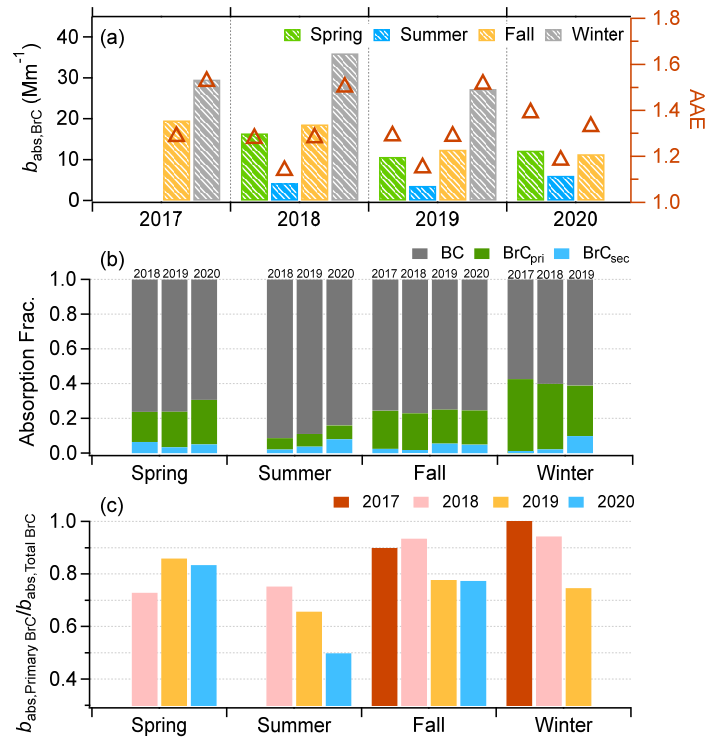 (a)
Spring Summer Fall Winter
b_abs,BrC (Mm⁻¹)
40
30
20
10
0
AAE
1.8
1.6
1.4
1.2
1.0
2017 2018 2019 2020
(b)
BC BrC_pri BrC_sec
Absorption Frac.
1.0
0.8
0.6
0.4
0.2
0.0
2018 2019 2020 2018 2019 2020 2017 2018 2019 2020 2017 2018 2019
Spring Summer Fall Winter
(c)
2017 2018 2019 2020
b_abs,Primary BrC/b_abs,Total BrC
1.0
0.8
0.6
0.4
Spring Summer Fall Winter